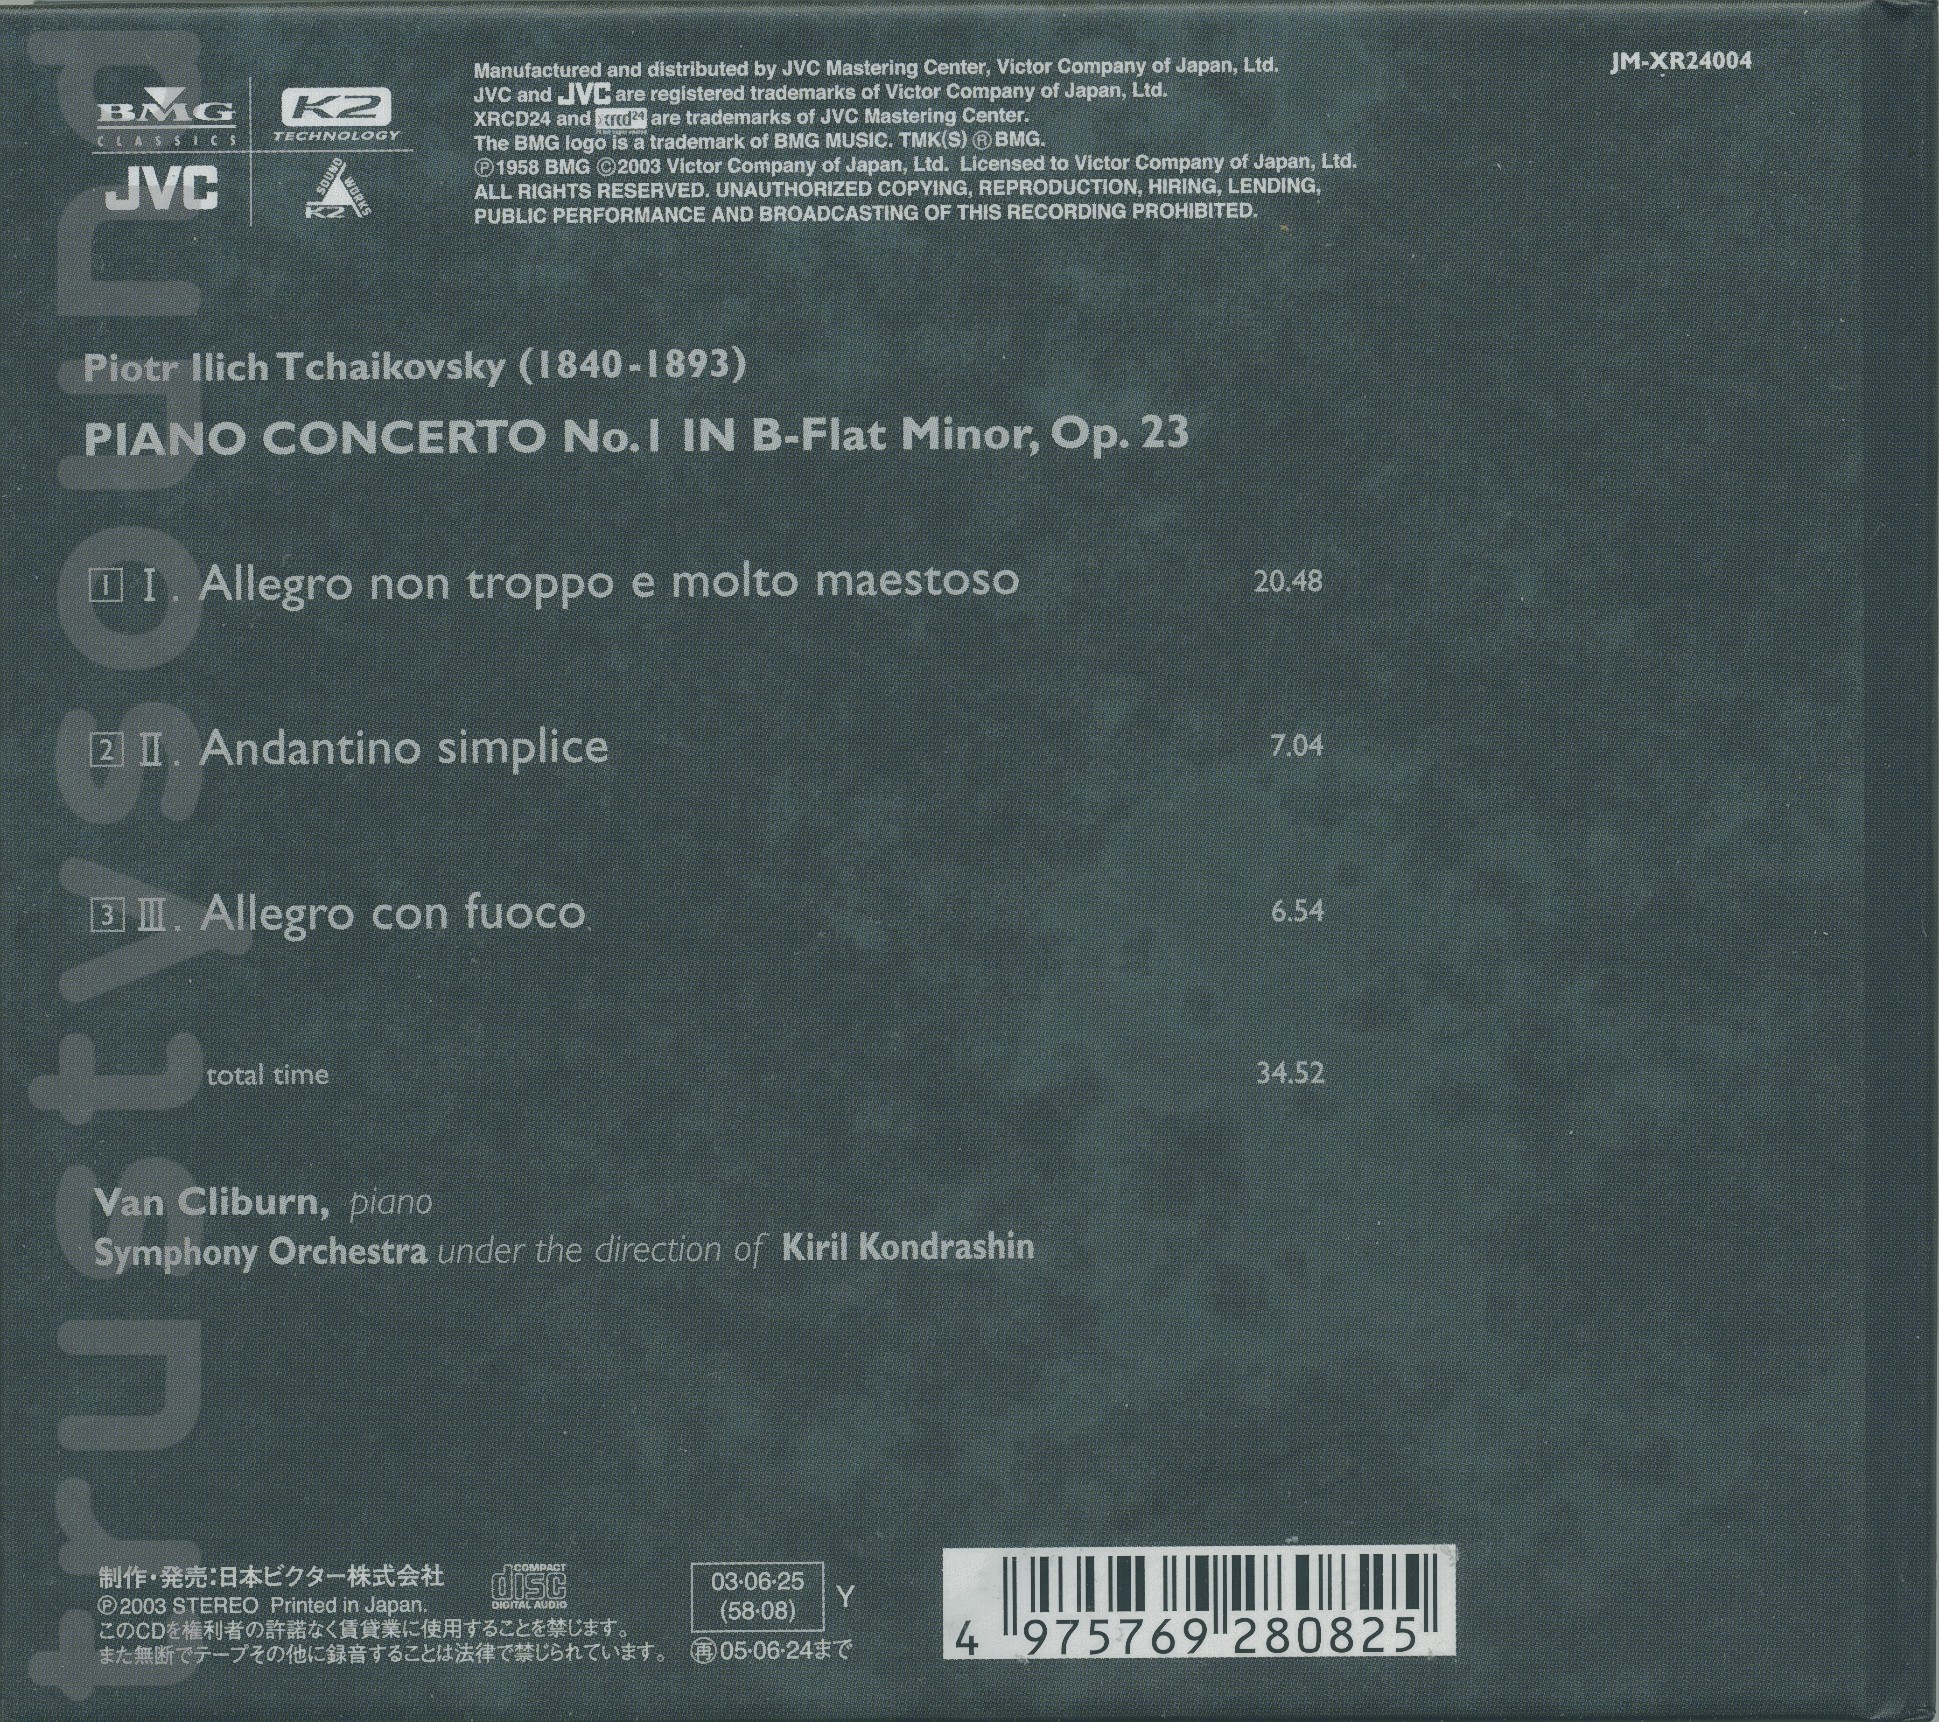 JM-XR24004
BMG
CLASSICS
K2
TECHNOLOGY
JVC
SOUND
WORKS
K2
Manufactured and distributed by JVC Mastering Center, Victor Company of Japan, Ltd.
JVC and JVC are registered trademarks of Victor Company of Japan, Ltd.
XRCD24 and xrcd24 are trademarks of JVC Mastering Center.
The BMG logo is a trademark of BMG MUSIC. TMK(S) ®BMG.
℗1958 BMG ©2003 Victor Company of Japan, Ltd. Licensed to Victor Company of Japan, Ltd.
ALL RIGHTS RESERVED. UNAUTHORIZED COPYING, REPRODUCTION, HIRING, LENDING,
PUBLIC PERFORMANCE AND BROADCASTING OF THIS RECORDING PROHIBITED.
Piotr Ilich Tchaikovsky (1840-1893)
PIANO CONCERTO No.1 IN B-Flat Minor, Op. 23
1 I. Allegro non troppo e molto maestoso 20.48
2 II. Andantino simplice 7.04
3 III. Allegro con fuoco 6.54
total time 34.52
Van Cliburn, piano
Symphony Orchestra under the direction of Kiril Kondrashin
制作・発売:日本ビクター株式会社
℗2003 STEREO Printed in Japan.
このCDを権利者の許諾なく賃貸業に使用することを禁じます。
また無断でテープその他に録音することは法律で禁じられています。
COMPACT
disc
DIGITAL AUDIO
03・06・25
(58・08)
Y
再05・06・24まで
4 975769 280825
trustysound